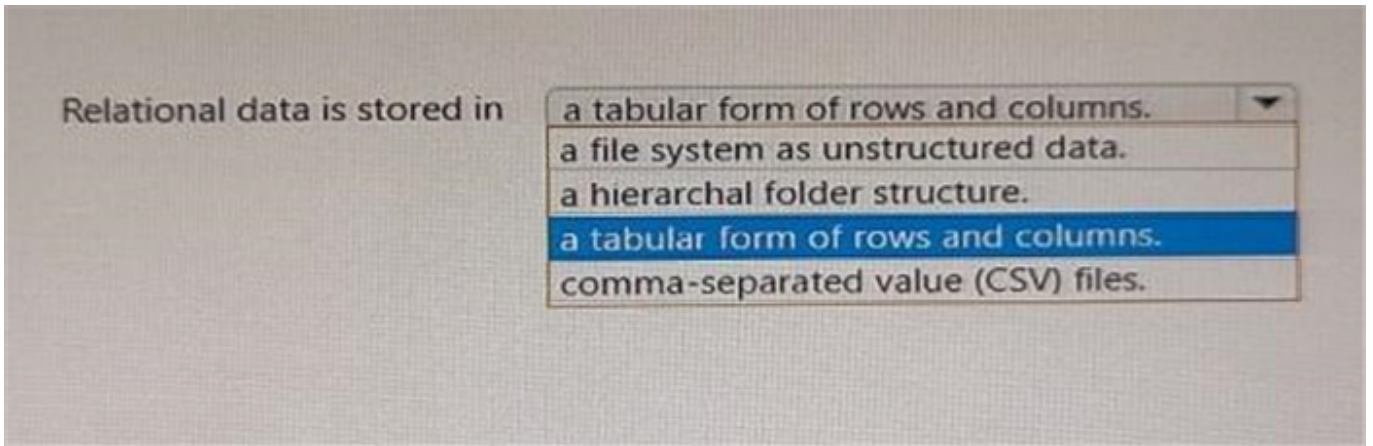 Relational data is stored in a tabular form of rows and columns.
a file system as unstructured data.
a hierarchal folder structure.
a tabular form of rows and columns.
comma-separated value (CSV) files.